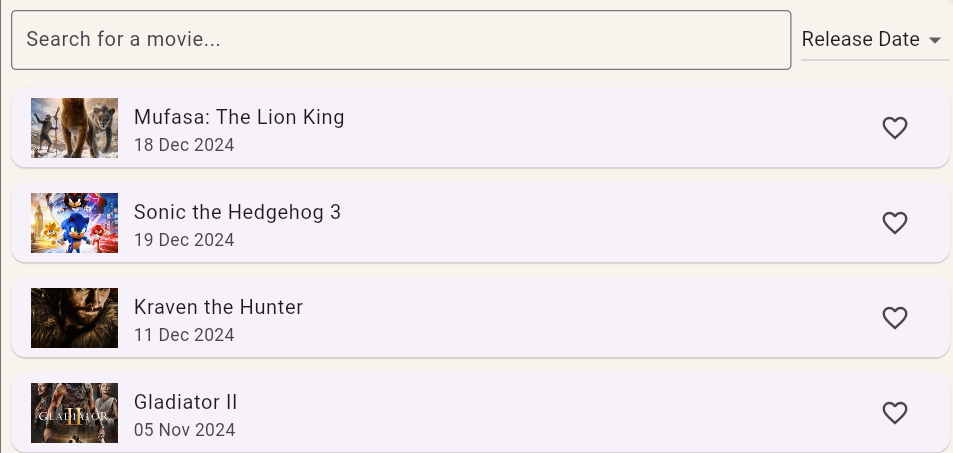 Search for a movie...
Release Date
Mufasa: The Lion King
18 Dec 2024
Sonic the Hedgehog 3
19 Dec 2024
Kraven the Hunter
11 Dec 2024
Gladiator II
05 Nov 2024
GLADIATOR
II